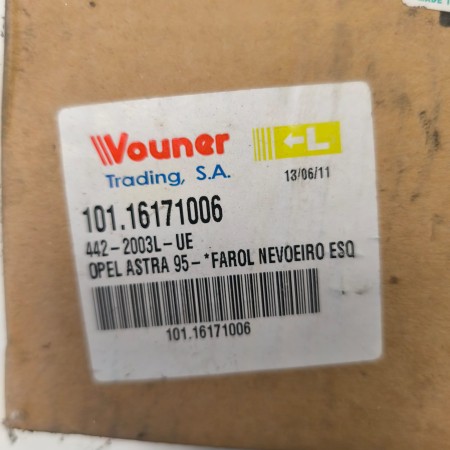 Vouner
L
Trading, S.A.
13/06/11
101.16171006
442-2003L-UE
OPEL ASTRA 95-*FAROL NEVOEIRO ESQ
101.16171006